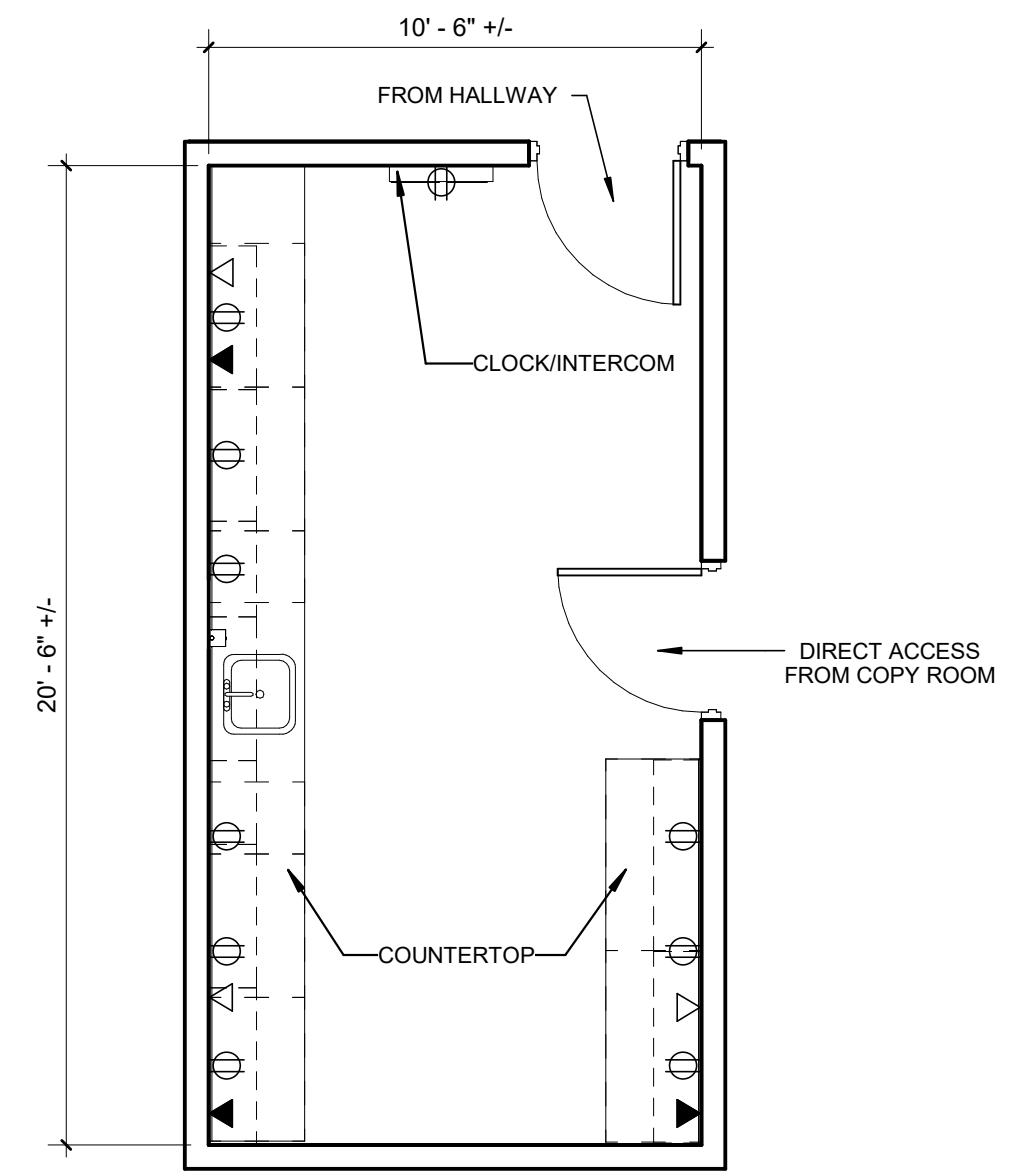 10' - 6" +/-
FROM HALLWAY
CLOCK/INTERCOM
20' - 6" +/-
DIRECT ACCESS
FROM COPY ROOM
COUNTERTOP